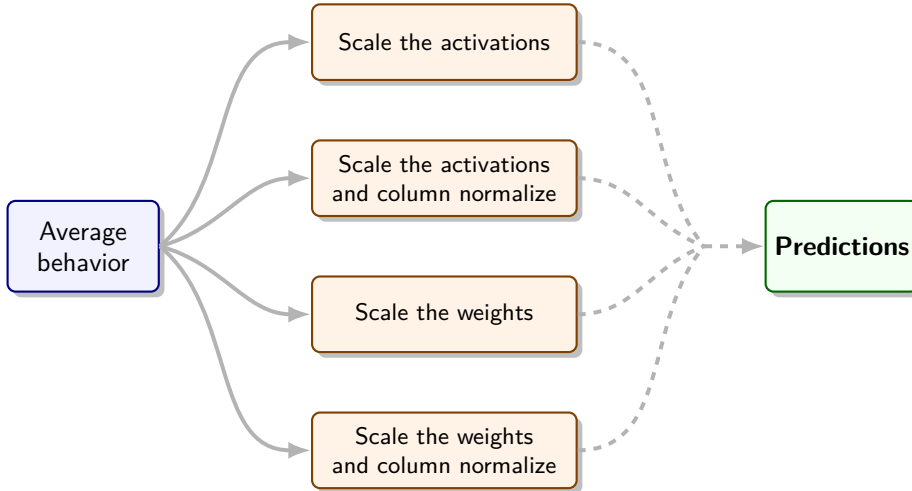 Scale the activations
Scale the activations
and column normalize
Average
behavior
Predictions
Scale the weights
Scale the weights
and column normalize